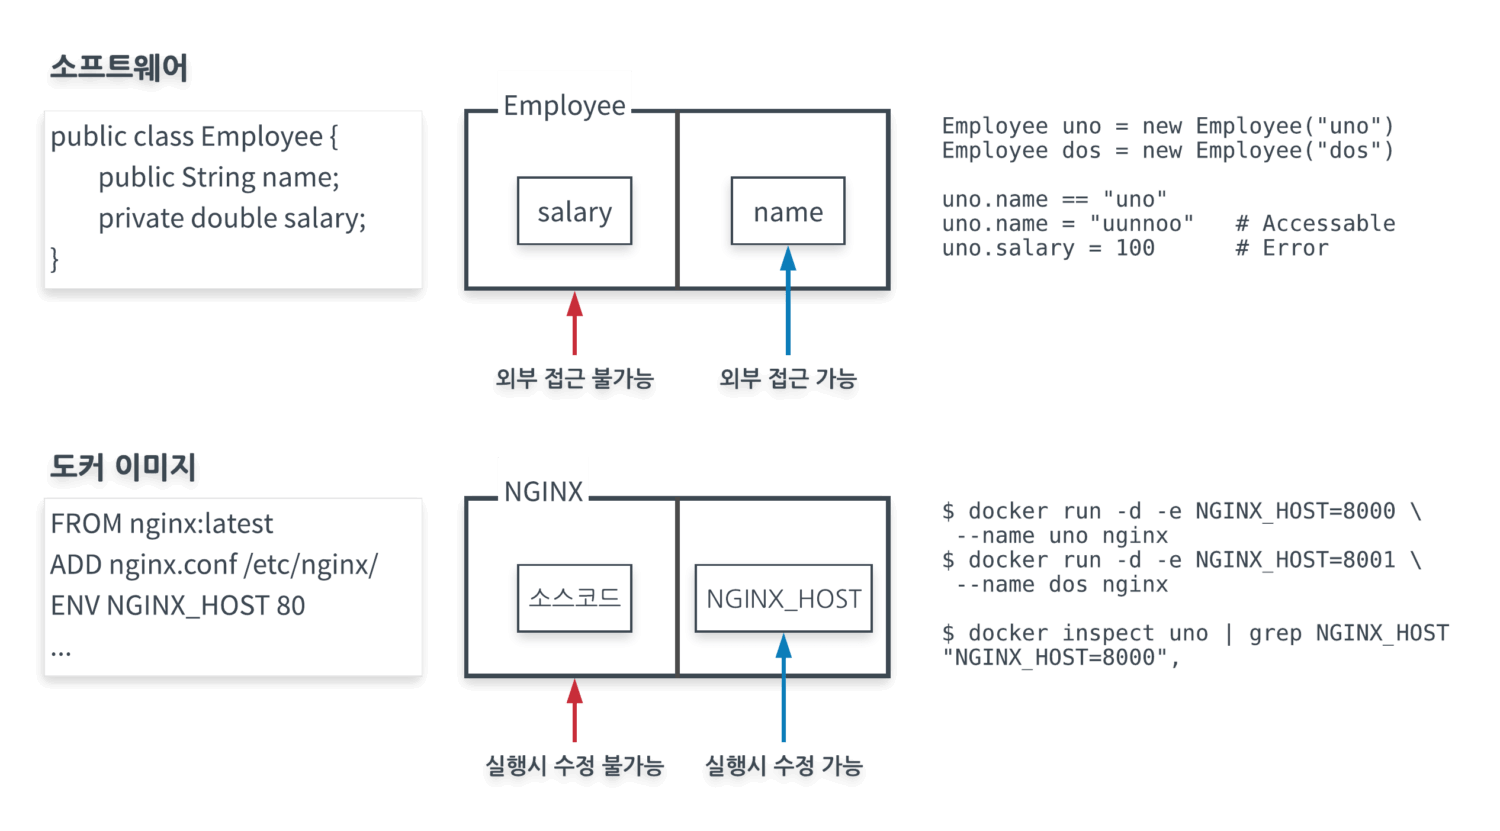 소프트웨어
public class Employee {
public String name;
private double salary;
}
Employee
salary
name
외부 접근 불가능
외부 접근 가능
Employee uno = new Employee("uno")
Employee dos = new Employee("dos")
uno.name == "uno"
uno.name = "uunnoo" # Accessable
uno.salary = 100 # Error
도커 이미지
FROM nginx:latest
ADD nginx.conf /etc/nginx/
ENV NGINX_HOST 80
...
NGINX
소스코드
NGINX_HOST
실행시 수정 불가능
실행시 수정 가능
$ docker run -d -e NGINX_HOST=8000 \
--name uno nginx
$ docker run -d -e NGINX_HOST=8001 \
--name dos nginx
$ docker inspect uno | grep NGINX_HOST
"NGINX_HOST=8000",